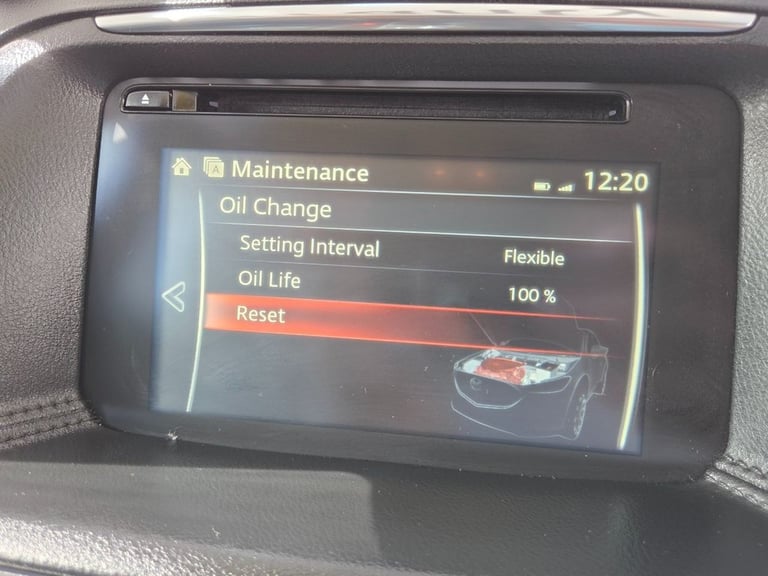 Maintenance
12:20
Oil Change
Setting Interval Flexible
Oil Life 100 %
Reset